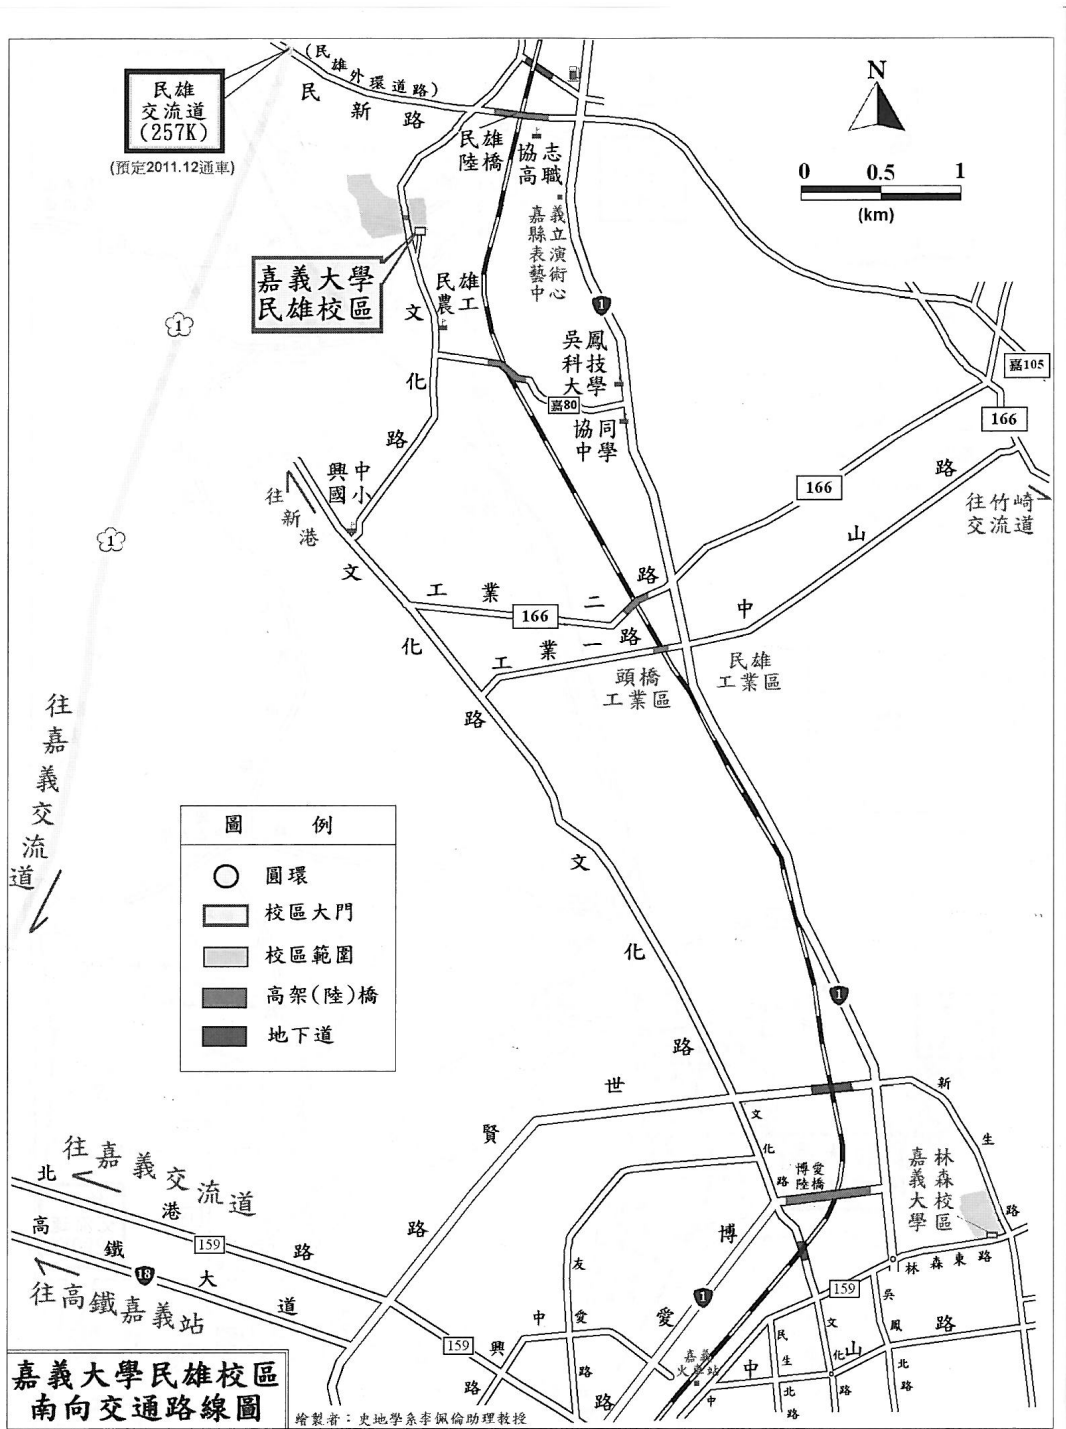 (民雄外環道路)
民新路
民雄
交流道
(257K)
(預定2011.12通車)
N
0 0.5 1
(km)
民雄
陸橋
協志
高職
嘉義
縣立
表演
藝術
中心
嘉義大學
民雄校區
民雄
農工
文化路
1
1
吳鳳
科技
大學
嘉80
協同
中學
嘉105
166
166
往竹崎
交流道
興中
國小
往新港
1
文化路
工業二路
166
工業一路
中山路
頭橋
工業區
民雄
工業區
往嘉義交流道
圖 例
圓環
校區大門
校區範圍
高架(陸)橋
地下道
文化路
1
世賢路
新生路
文化路
博愛
陸橋
嘉義大學
林森校區
往嘉義交流道
北港路
159
高鐵大道
18
往高鐵嘉義站
友愛路
博愛路
1
林森東路
159
159
中興路
吳鳳北路
嘉義
火車站
中山路
民生北路
文化路
嘉義大學民雄校區
南向交通路線圖
繪製者：史地學系李佩倫助理教授